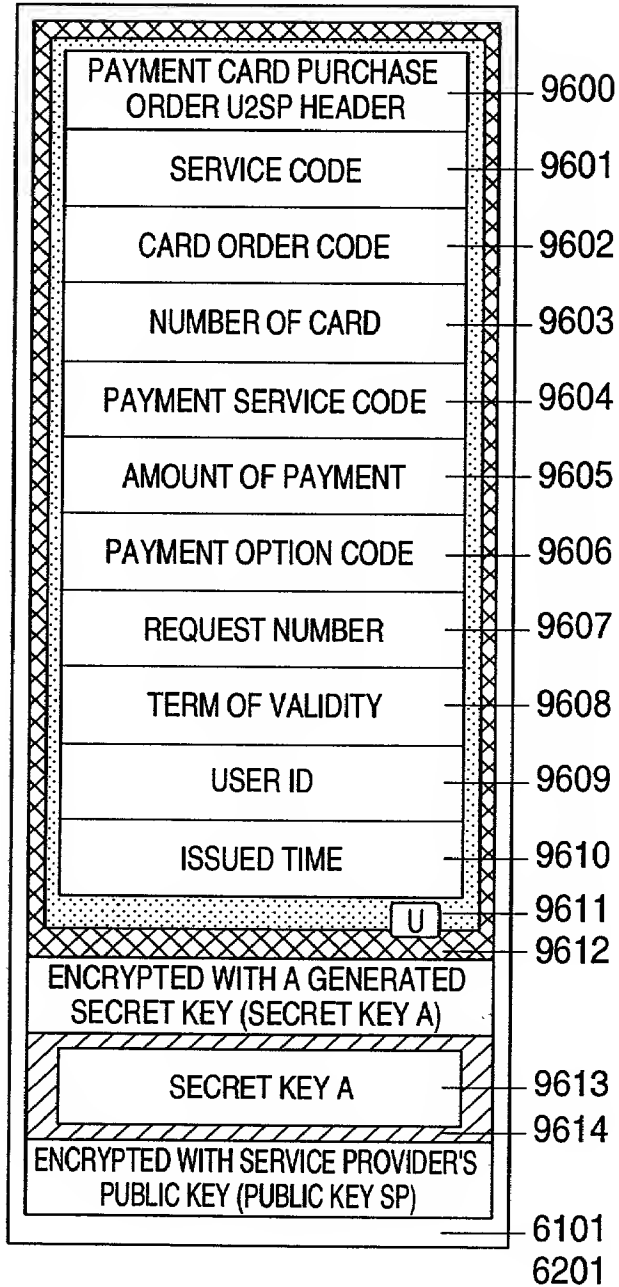 PAYMENT CARD PURCHASE
ORDER U2SP HEADER
9600
SERVICE CODE
9601
CARD ORDER CODE
9602
NUMBER OF CARD
9603
PAYMENT SERVICE CODE
9604
AMOUNT OF PAYMENT
9605
PAYMENT OPTION CODE
9606
REQUEST NUMBER
9607
TERM OF VALIDITY
9608
USER ID
9609
ISSUED TIME
9610
U
9611
9612
ENCRYPTED WITH A GENERATED
SECRET KEY (SECRET KEY A)
SECRET KEY A
9613
9614
ENCRYPTED WITH SERVICE PROVIDER'S
PUBLIC KEY (PUBLIC KEY SP)
6101
6201